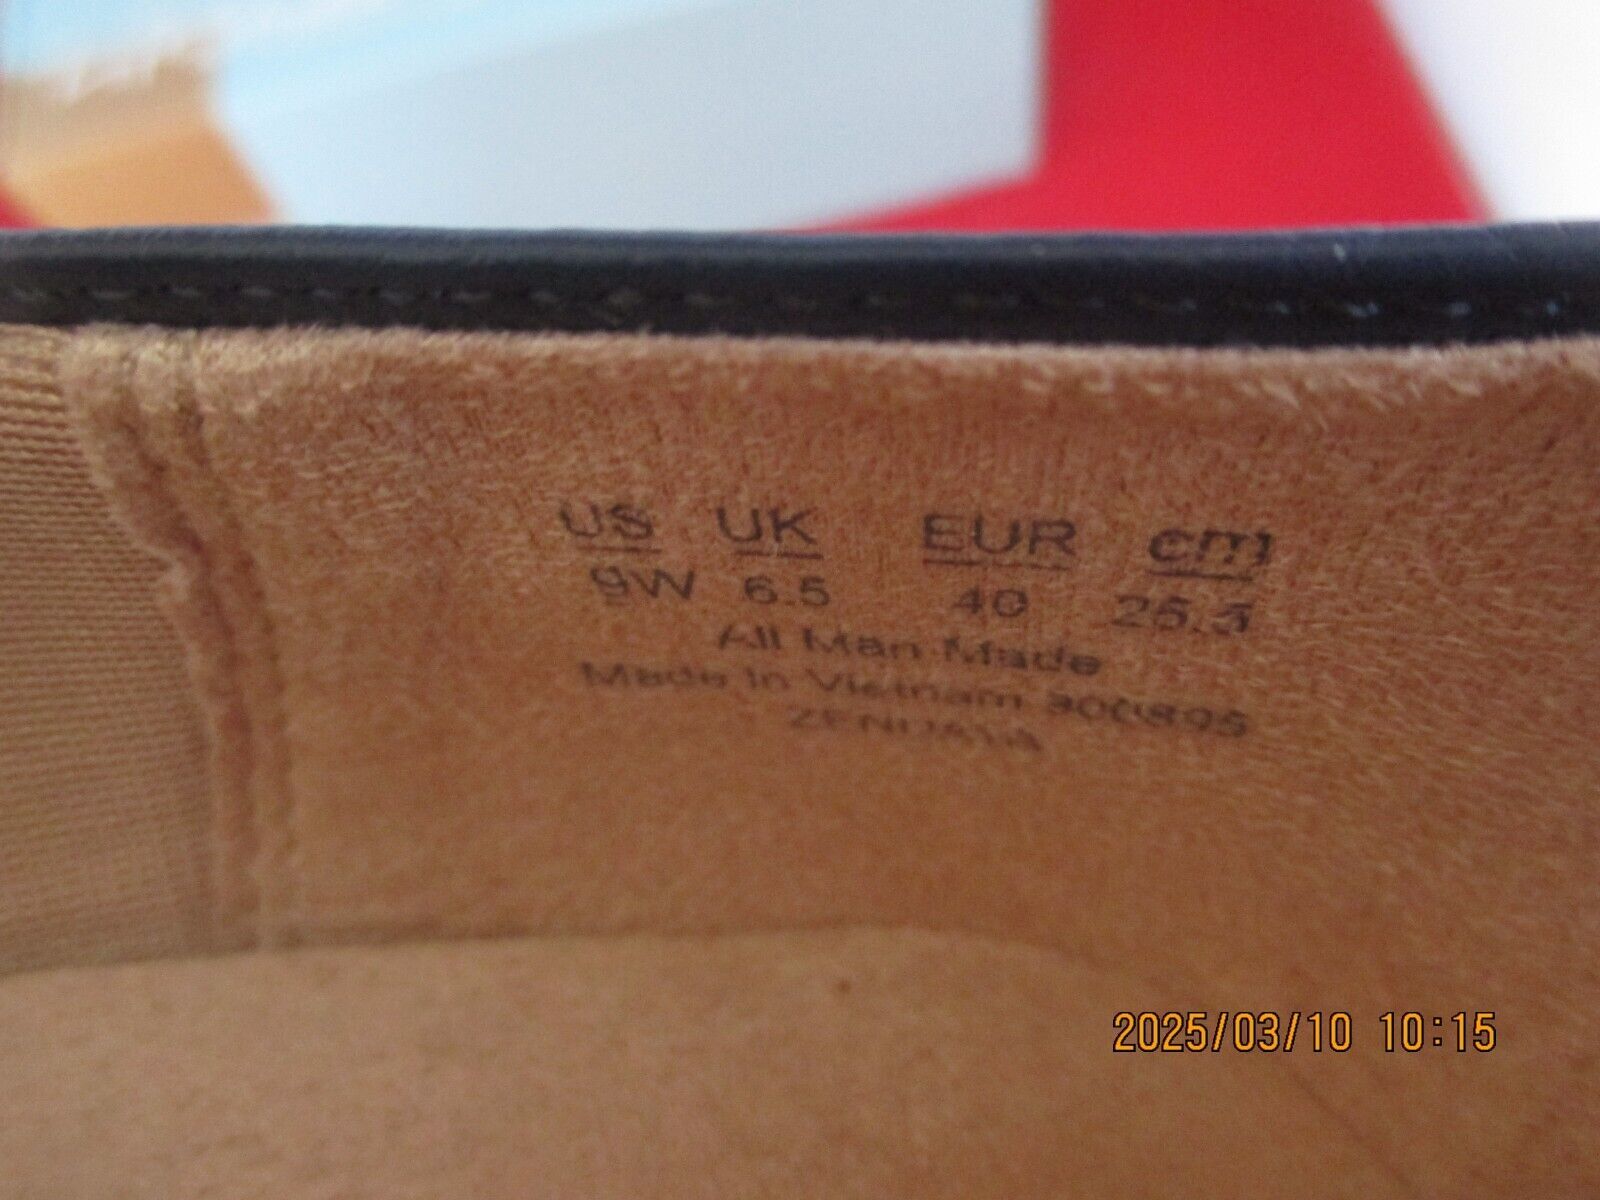 US UK EUR cm
9W 6.5 40 25.5
All Man Made
Made In Vietnam 300895
2025/03/10 10:15